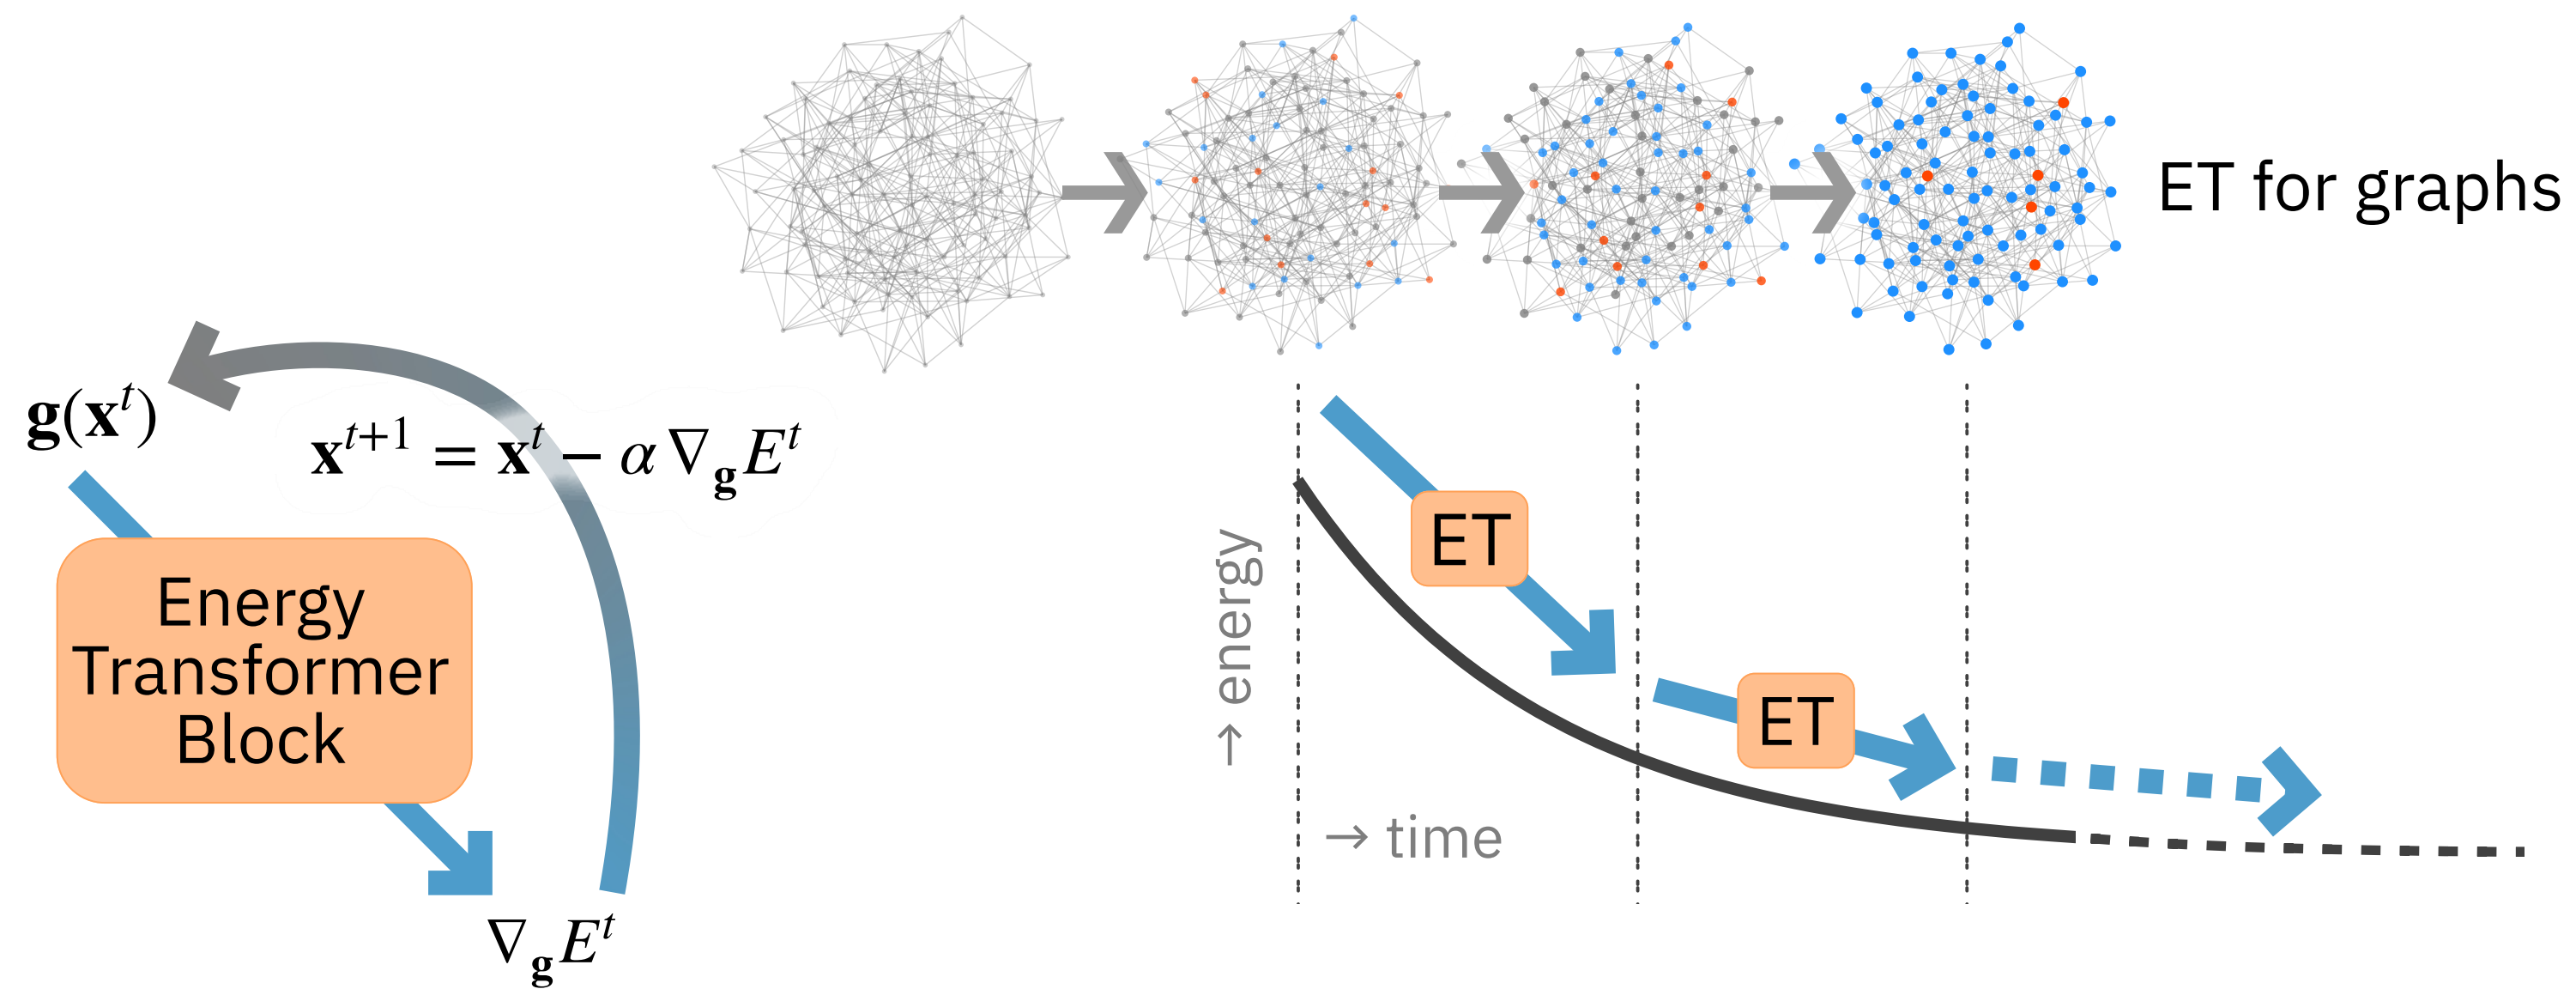 ET for graphs
g(x^t)
x^{t+1} = x^t − α ∇_g E^t
Energy
Transformer
Block
∇_g E^t
→ energy
ET
ET
→ time